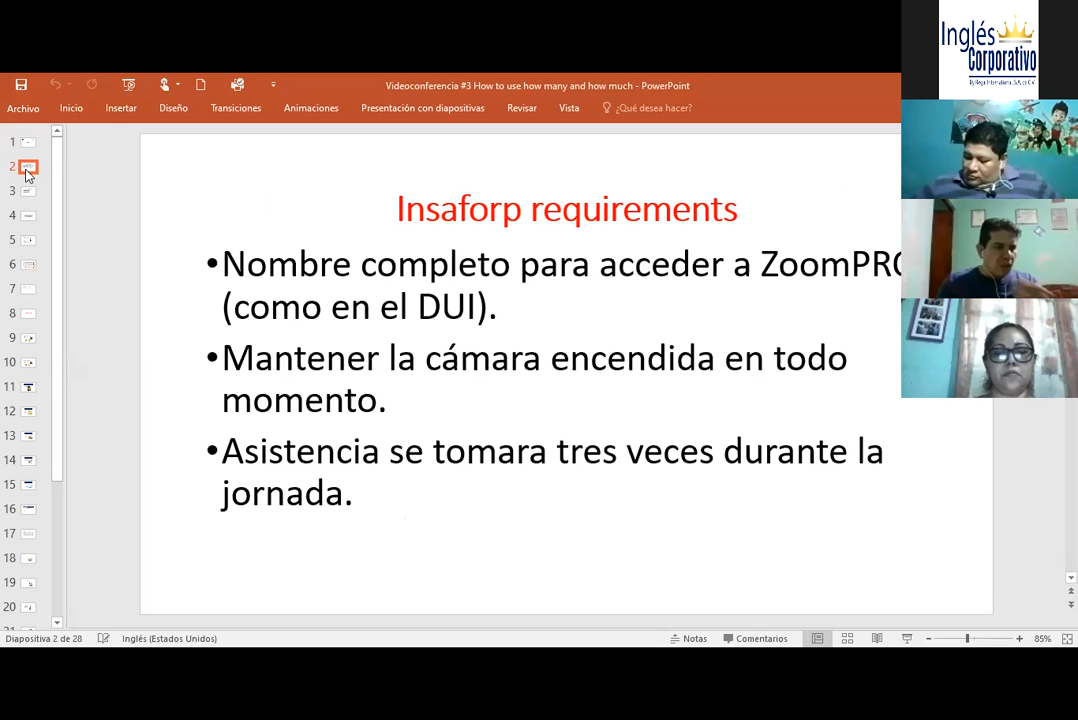 Inglés
Corporativo
Videoconferencia #3 How to use how many and how much - PowerPoint
Archivo Inicio Insertar Diseño Transiciones Animaciones Presentación con diapositivas Revisar Vista ¿Qué desea hacer?
1
2
3
4
5
6
7
8
9
10
11
12
13
14
15
16
17
18
19
20
Insaforp requirements
•Nombre completo para acceder a ZoomPRO
(como en el DUI).
•Mantener la cámara encendida en todo
momento.
•Asistencia se tomara tres veces durante la
jornada.
Diapositiva 2 de 28 Inglés (Estados Unidos) Notas Comentarios 85%